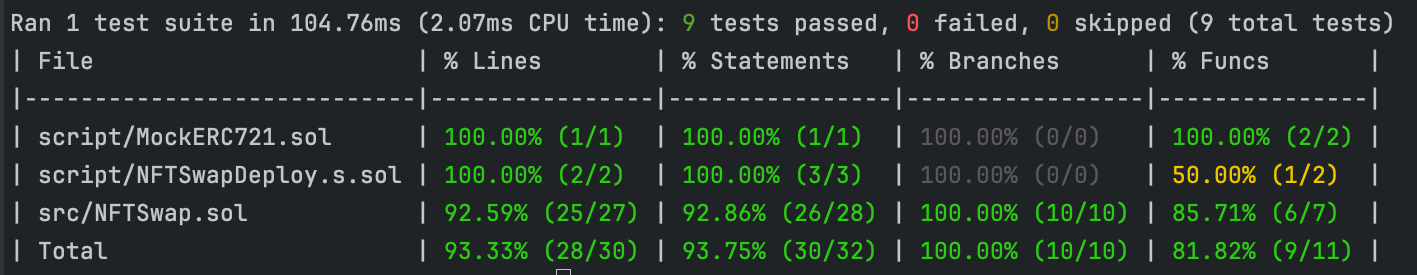 Ran 1 test suite in 104.76ms (2.07ms CPU time): 9 tests passed, 0 failed, 0 skipped (9 total tests)
| File                       | % Lines        | % Statements   | % Branches      | % Funcs       |
|----------------------------|----------------|----------------|-----------------|---------------|
| script/MockERC721.sol      | 100.00% (1/1)  | 100.00% (1/1)  | 100.00% (0/0)   | 100.00% (2/2) |
| script/NFTSwapDeploy.s.sol | 100.00% (2/2)  | 100.00% (3/3)  | 100.00% (0/0)   | 50.00% (1/2)  |
| src/NFTSwap.sol            | 92.59% (25/27) | 92.86% (26/28) | 100.00% (10/10) | 85.71% (6/7)  |
| Total                      | 93.33% (28/30) | 93.75% (30/32) | 100.00% (10/10) | 81.82% (9/11) |